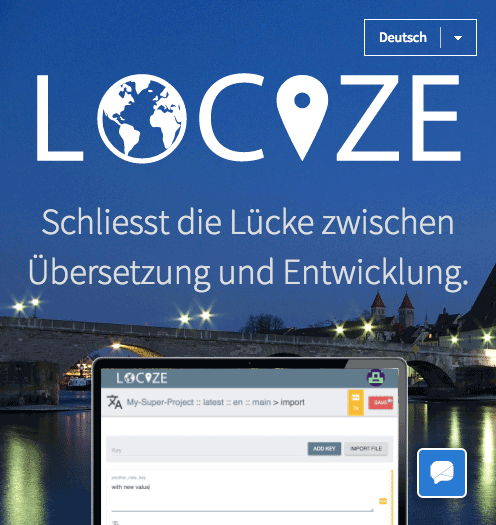 Deutsch
LOCIZE
Schliesst die Lücke zwischen
Übersetzung und Entwicklung.
LOCIZE
My-Super-Project :: latest :: en :: main > import
SAVE
Key
ADD KEY
IMPORT FILE
another_new_key
with new value